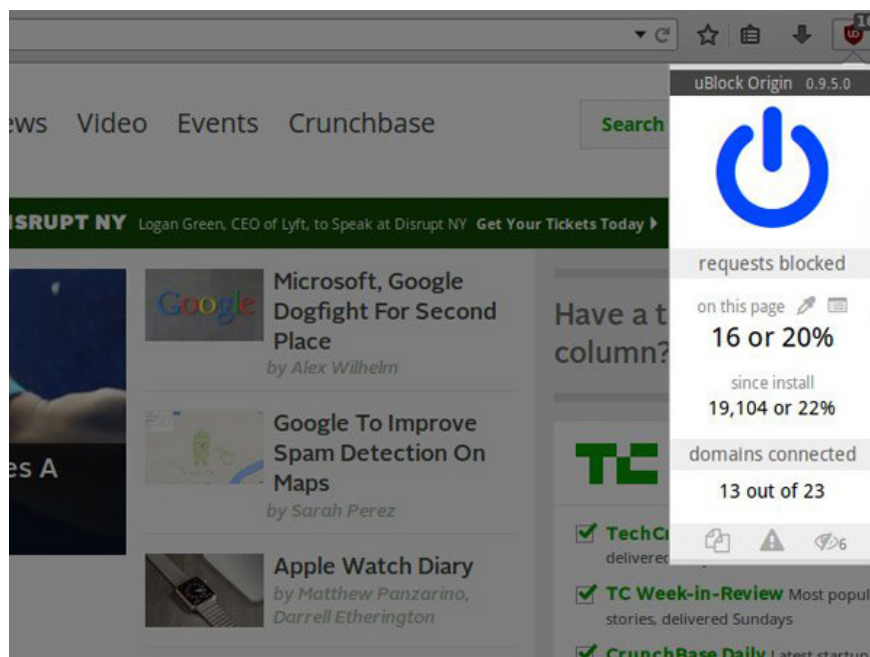 10
uBlock Origin 0.9.5.0
ews Video Events Crunchbase
Search
ISRUPT NY Logan Green, CEO of Lyft, to Speak at Disrupt NY Get Your Tickets Today
requests blocked
on this page
16 or 20%
since install
19,104 or 22%
domains connected
13 out of 23
6
Google
Microsoft, Google
Dogfight For Second
Place
by Alex Wilhelm
Google To Improve
Spam Detection On
Maps
by Sarah Perez
es A
Apple Watch Diary
by Matthew Panzarino,
Darrell Etherington
Have a t
column?
TC
TechCr
delivered
TC Week-in-Review Most popul
stories, delivered Sundays
CrunchBase Daily Latest startup